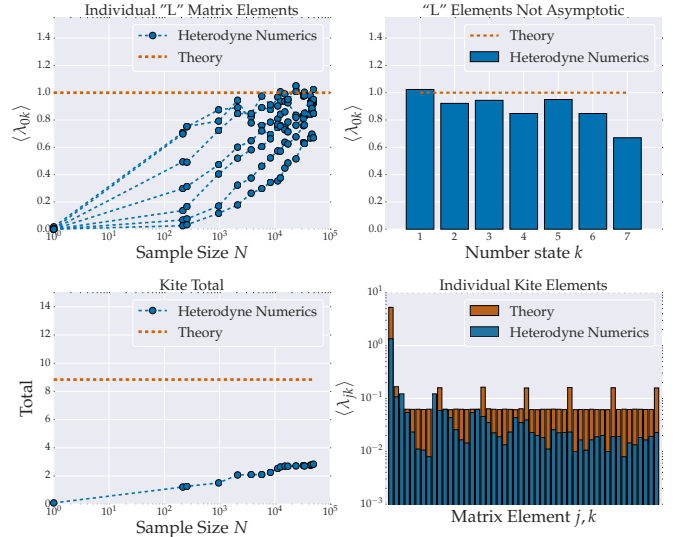 Individual "L" Matrix Elements
1.4
1.2
1.0
0.8
0.6
0.4
0.2
0.0
⟨λ0k⟩
Heterodyne Numerics
Theory
10^0
10^1
10^2
10^3
10^4
10^5
Sample Size N
"L" Elements Not Asymptotic
1.4
1.2
1.0
0.8
0.6
0.4
0.2
0.0
⟨λ0k⟩
Theory
Heterodyne Numerics
1
2
3
4
5
6
7
Number state k
Kite Total
14
12
10
8
6
4
2
0
Total
Heterodyne Numerics
Theory
10^0
10^1
10^2
10^3
10^4
10^5
Sample Size N
Individual Kite Elements
10^1
10^0
10^−1
10^−2
10^−3
⟨λjk⟩
Theory
Heterodyne Numerics
Matrix Element j, k